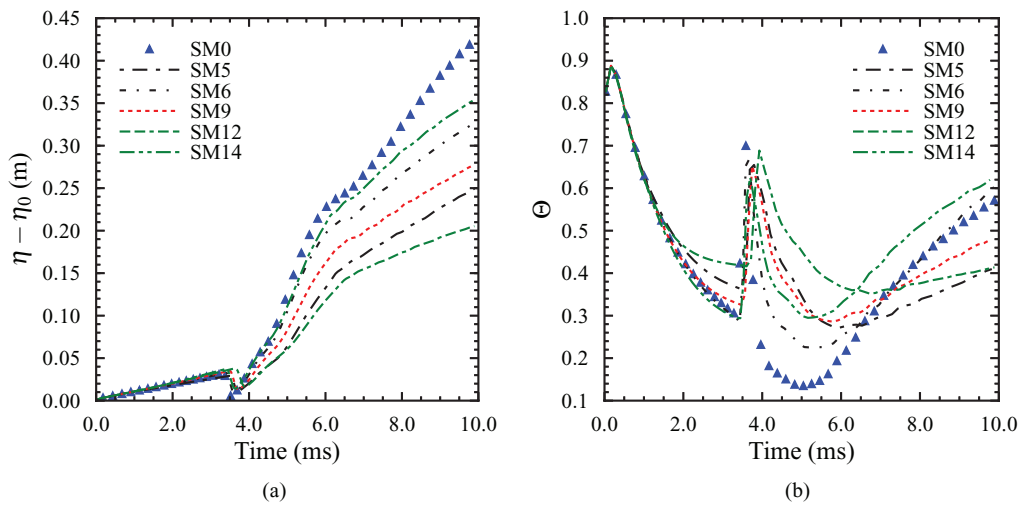 0.45
0.40
0.35
0.30
0.25
0.20
0.15
0.10
0.05
0.00
η − η0 (m)
SM0
SM5
SM6
SM9
SM12
SM14
0.0 2.0 4.0 6.0 8.0 10.0
Time (ms)
(a)
1.0
0.9
0.8
0.7
0.6
0.5
0.4
0.3
0.2
0.1
Θ
SM0
SM5
SM6
SM9
SM12
SM14
0.0 2.0 4.0 6.0 8.0 10.0
Time (ms)
(b)